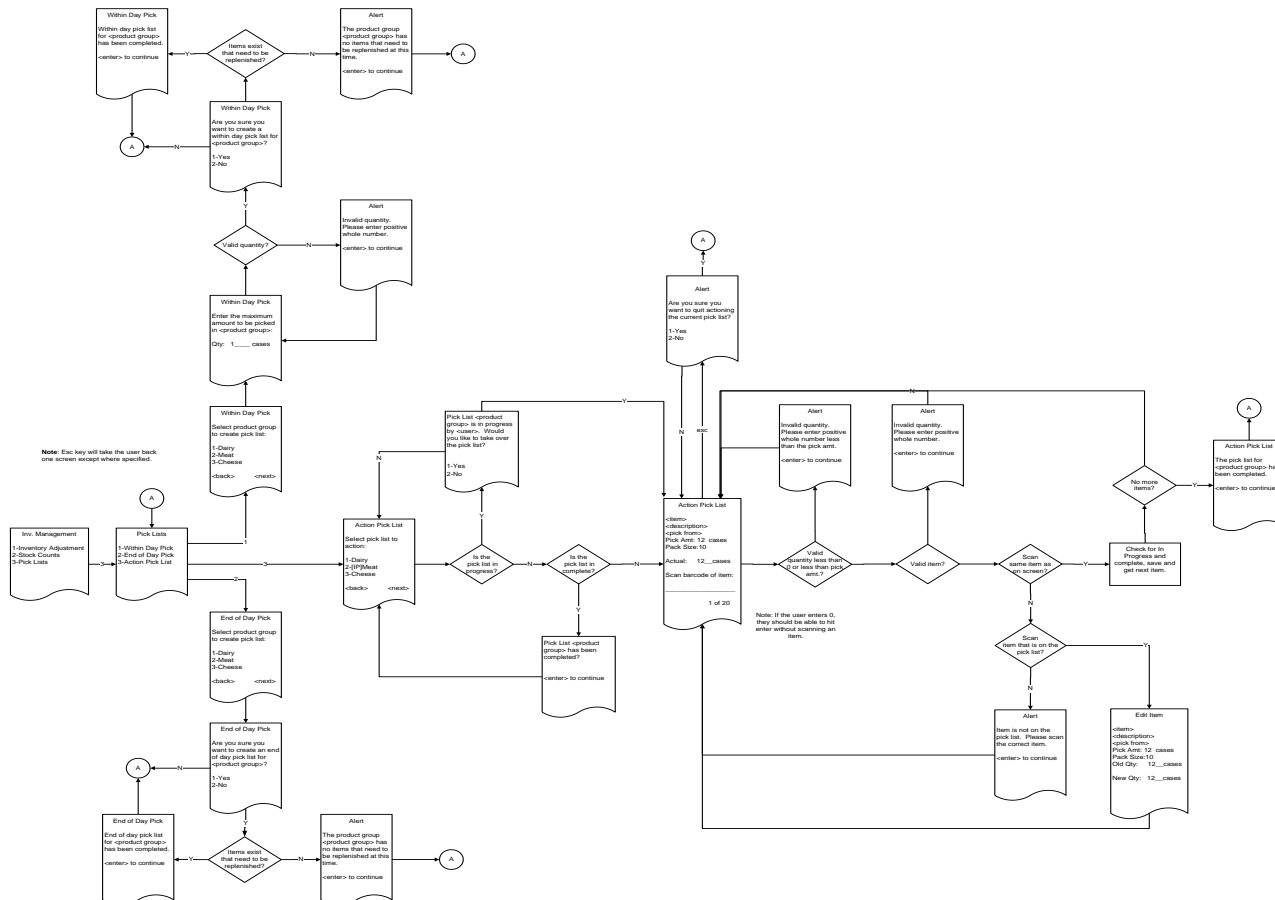 Within Day Pick
Within day pick list
for <product group>
has been completed.
<enter> to continue
Y
Items exist
that need to be
replenished?
N
Alert
The product group
<product group> has
no items that need to
be replenished at this
time.
<enter> to continue
A
Within Day Pick
Are you sure you
want to create a
within day pick list for
<product group>?
1-Yes
2-No
N
A
Y
Valid quantity?
N
Alert
Invalid quantity.
Please enter positive
whole number.
<enter> to continue
Within Day Pick
Enter the maximum
amount to be picked
in <product group>:
Qty: 1____ cases
Within Day Pick
Select product group
to create pick list:
1-Dairy
2-Meat
3-Cheese
<back> <next>
Note: Esc key will take the user back
one screen except where specified.
A
Inv. Management
1-Inventory Adjustment
2-Stock Counts
3-Pick Lists
3
Pick Lists
1-Within Day Pick
2-End of Day Pick
3-Action Pick List
1
3
2
End of Day Pick
Select product group
to create pick list:
1-Dairy
2-Meat
3-Cheese
<back> <next>
End of Day Pick
Are you sure you
want to create an end
of day pick list for
<product group>?
1-Yes
2-No
N
A
Y
End of Day Pick
End of day pick list
for <product group>
has been completed.
<enter> to continue
Y
Items exist
that need to be
replenished?
N
Alert
The product group
<product group> has
no items that need to
be replenished at this
time.
<enter> to continue
A
Pick List <product
group> is in progress
by <user>. Would
you like to take over
the pick list?
1-Yes
2-No
Y
N
Y
Action Pick List
Select pick list to
action:
1-Dairy
2-[IP]Meat
3-Cheese
<back> <next>
Is the
pick list in
progress?
N
Is the
pick list in
complete?
N
Y
Pick List <product
group> has been
completed?
<enter> to continue
A
Y
Alert
Are you sure you
want to quit actioning
the current pick list?
1-Yes
2-No
N
esc
Action Pick List
<item>
<description>
<pick from>
Pick Amt: 12 cases
Pack Size:10
Actual: 12__cases
Scan barcode of item:
____________________
1 of 20
Alert
Invalid quantity.
Please enter positive
whole number less
than the pick amt.
<enter> to continue
Valid
quantity less than
0 or less than pick
amt.?
Note: If the user enters 0,
they should be able to hit
enter without scanning an
item.
N
Alert
Invalid quantity.
Please enter positive
whole number.
<enter> to continue
Valid item?
Scan
same item as
on screen?
Y
Check for In
Progress and
complete, save and
get next item.
No more
items?
Y
Action Pick List
The pick list for
<product group> ha
been completed.
<enter> to continue
A
N
Scan
item that is on the
pick list?
Y
N
Alert
Item is not on the
pick list. Please scan
the correct item.
<enter> to continue
Edit Item
<item>
<description>
<pick from>
Pick Amt: 12 cases
Pack Size:10
Old Qty: 12__cases
New Qty: 12__cases